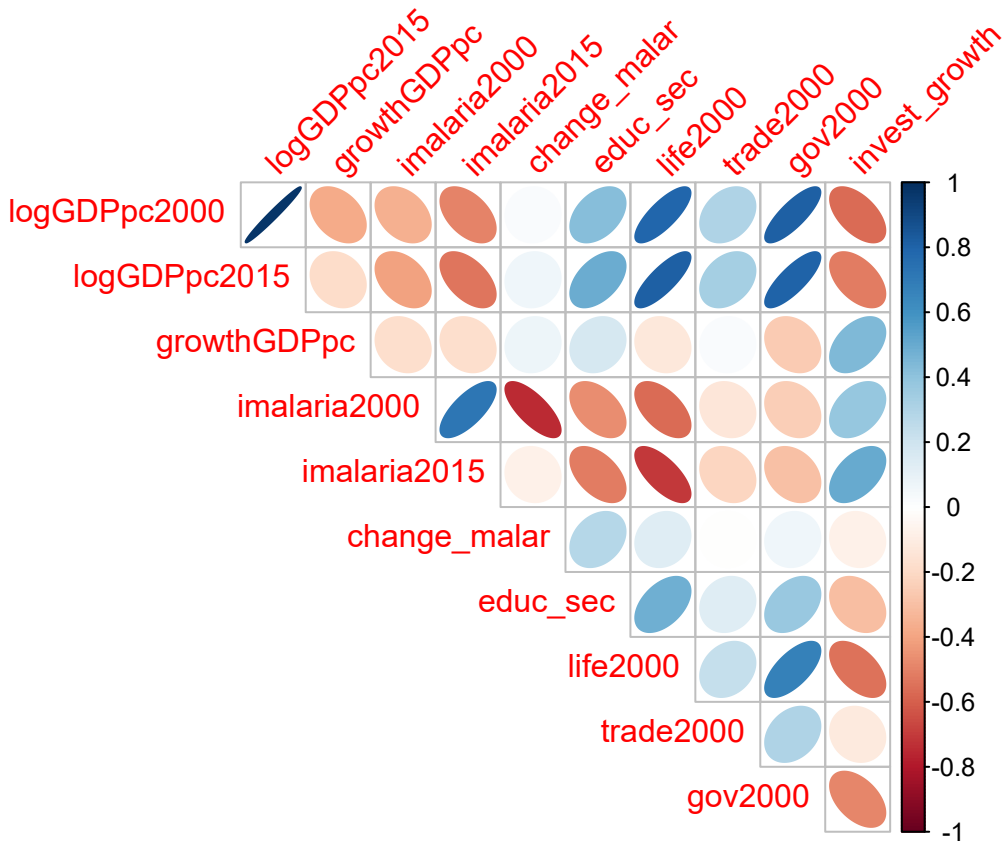 logGDPpc2015
growthGDPpc
imalaria2000
imalaria2015
change_malar
educ_sec
life2000
trade2000
gov2000
invest_growth
logGDPpc2000
logGDPpc2015
growthGDPpc
imalaria2000
imalaria2015
change_malar
educ_sec
life2000
trade2000
gov2000
1
0.8
0.6
0.4
0.2
0
-0.2
-0.4
-0.6
-0.8
-1